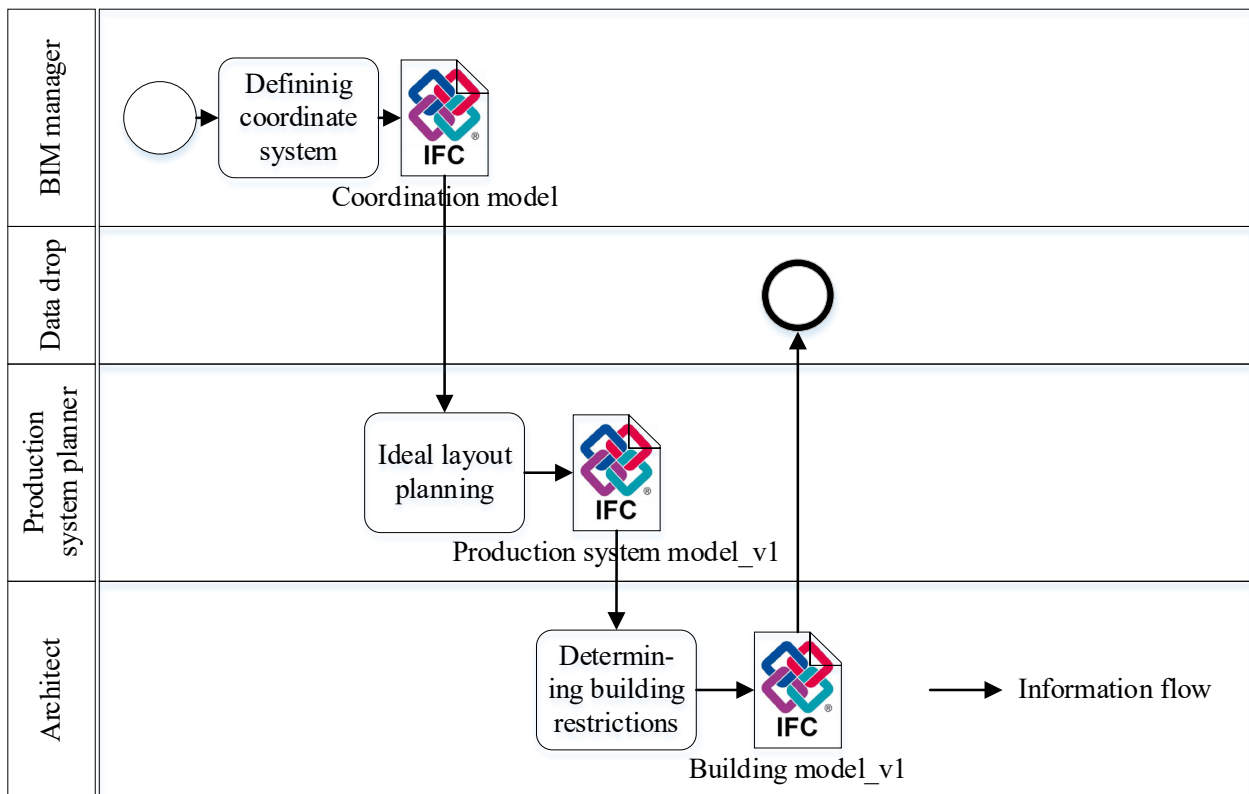 BIM manager
Defininig
coordinate
system
IFC
®
Coordination model
Data drop
Production
system planner
Ideal layout
planning
IFC
®
Production system model_v1
Architect
Determin-
ing building
restrictions
IFC
®
Building model_v1
Information flow